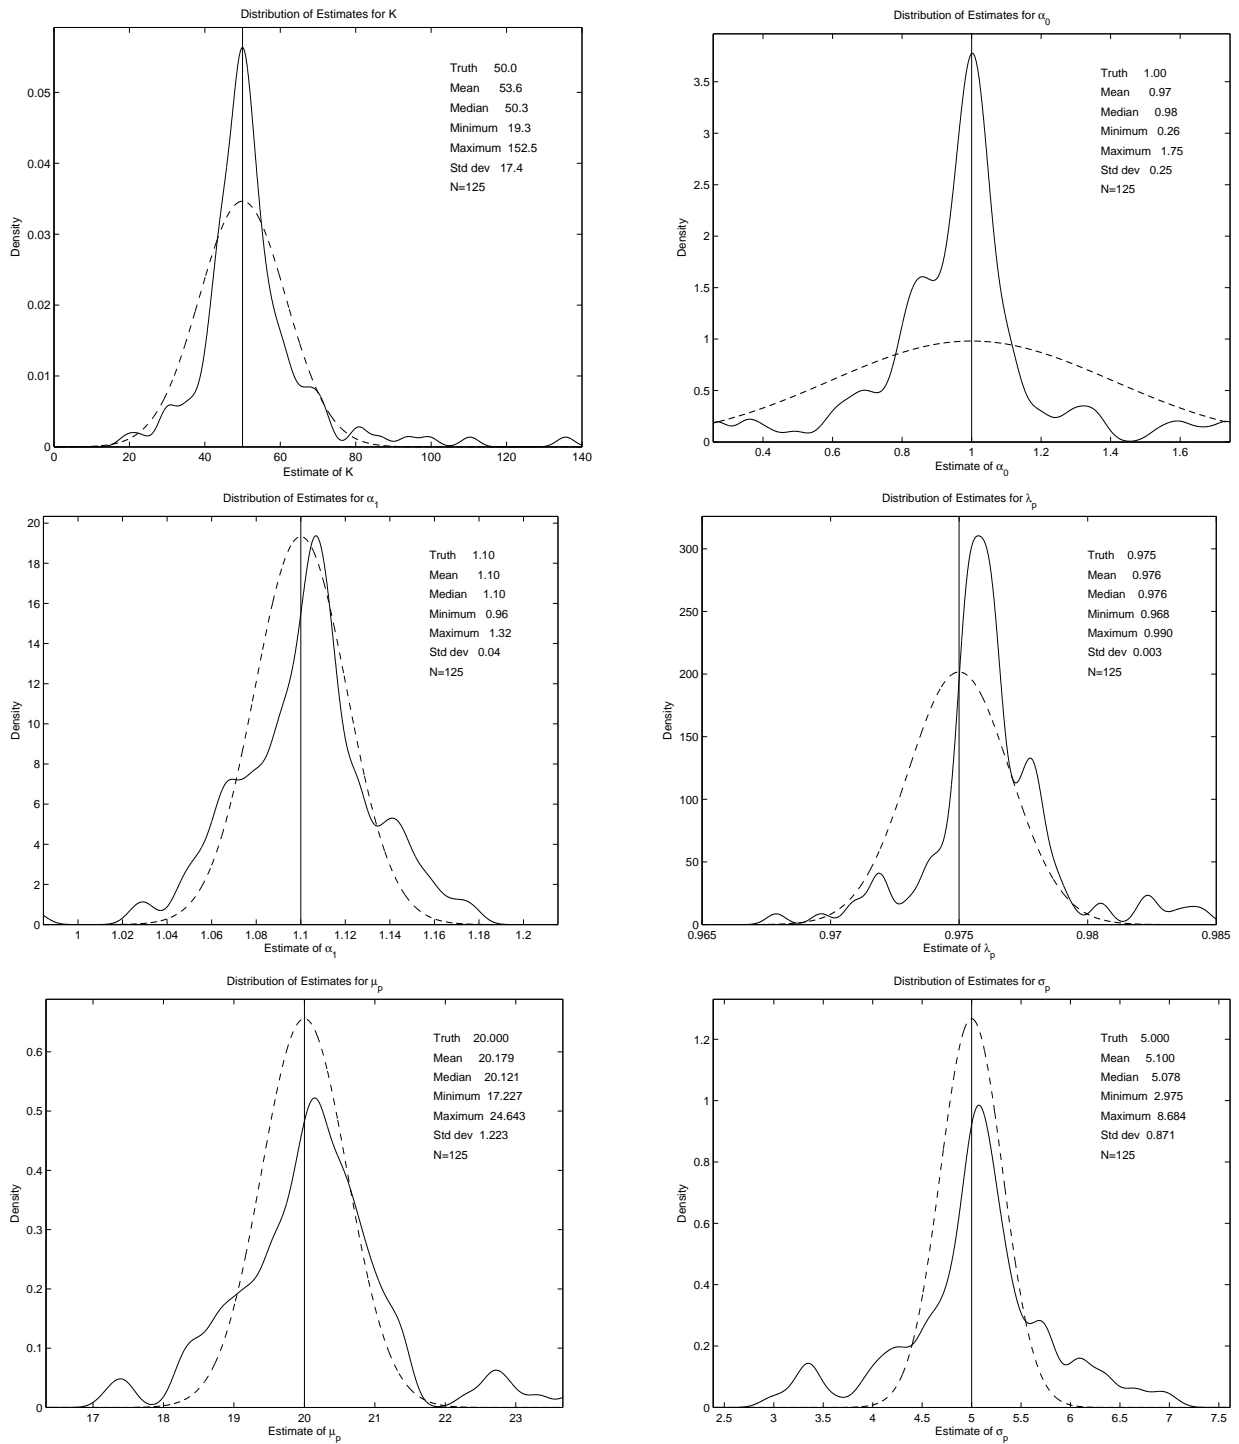 Distribution of Estimates for K
Truth 50.0
Mean 53.6
Median 50.3
Minimum 19.3
Maximum 152.5
Std dev 17.4
N=125
Density
0.05
0.04
0.03
0.02
0.01
0
0 20 40 60 80 100 120 140
Estimate of K
Distribution of Estimates for α0
Truth 1.00
Mean 0.97
Median 0.98
Minimum 0.26
Maximum 1.75
Std dev 0.25
N=125
Density
3.5
3
2.5
2
1.5
1
0.5
0
0.4 0.6 0.8 1 1.2 1.4 1.6
Estimate of α0
Distribution of Estimates for α1
Truth 1.10
Mean 1.10
Median 1.10
Minimum 0.96
Maximum 1.32
Std dev 0.04
N=125
Density
20
18
16
14
12
10
8
6
4
2
0
1 1.02 1.04 1.06 1.08 1.1 1.12 1.14 1.16 1.18 1.2
Estimate of α1
Distribution of Estimates for λp
Truth 0.975
Mean 0.976
Median 0.976
Minimum 0.968
Maximum 0.990
Std dev 0.003
N=125
Density
300
250
200
150
100
50
0
0.965 0.97 0.975 0.98 0.985
Estimate of λp
Distribution of Estimates for μp
Truth 20.000
Mean 20.179
Median 20.121
Minimum 17.227
Maximum 24.643
Std dev 1.223
N=125
Density
0.6
0.5
0.4
0.3
0.2
0.1
0
17 18 19 20 21 22 23
Estimate of μp
Distribution of Estimates for σp
Truth 5.000
Mean 5.100
Median 5.078
Minimum 2.975
Maximum 8.684
Std dev 0.871
N=125
Density
1.2
1
0.8
0.6
0.4
0.2
0
2.5 3 3.5 4 4.5 5 5.5 6 6.5 7 7.5
Estimate of σp